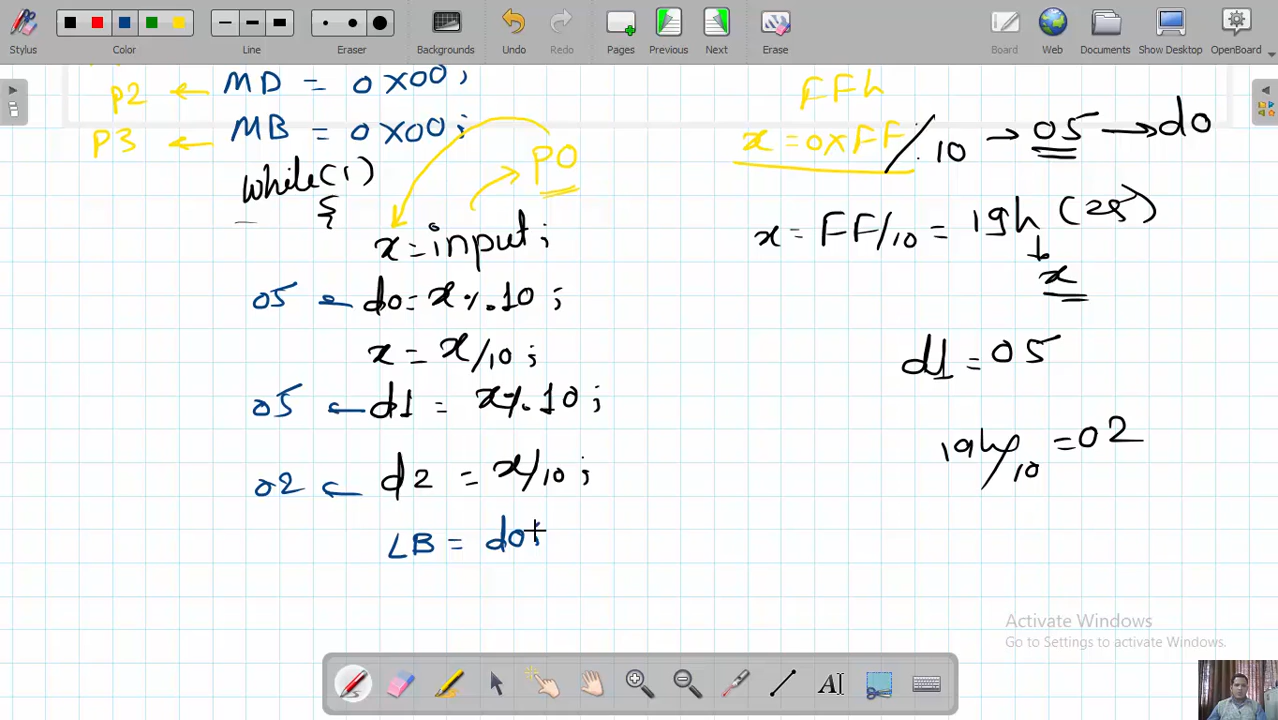 Stylus
Color
Line
Eraser
Backgrounds
Undo
Redo
Pages
Previous
Next
Erase
Board
Web
Documents
Show Desktop
OpenBoard
P2 ← MD = 0X00;
P3 ← MB = 0X00;
while(1)
{
P0
x=input;
05 ← do=x%10;
x = x/10;
05 ← d1 = x%10;
02 ← d2 = x/10;
LB = do;
FFh
x=0XFF/10 → 05 → do
x= FF/10 = 19h (25)
x
d1 = 05
19h/10 = 02
Activate Windows
Go to Settings to activate Windows.